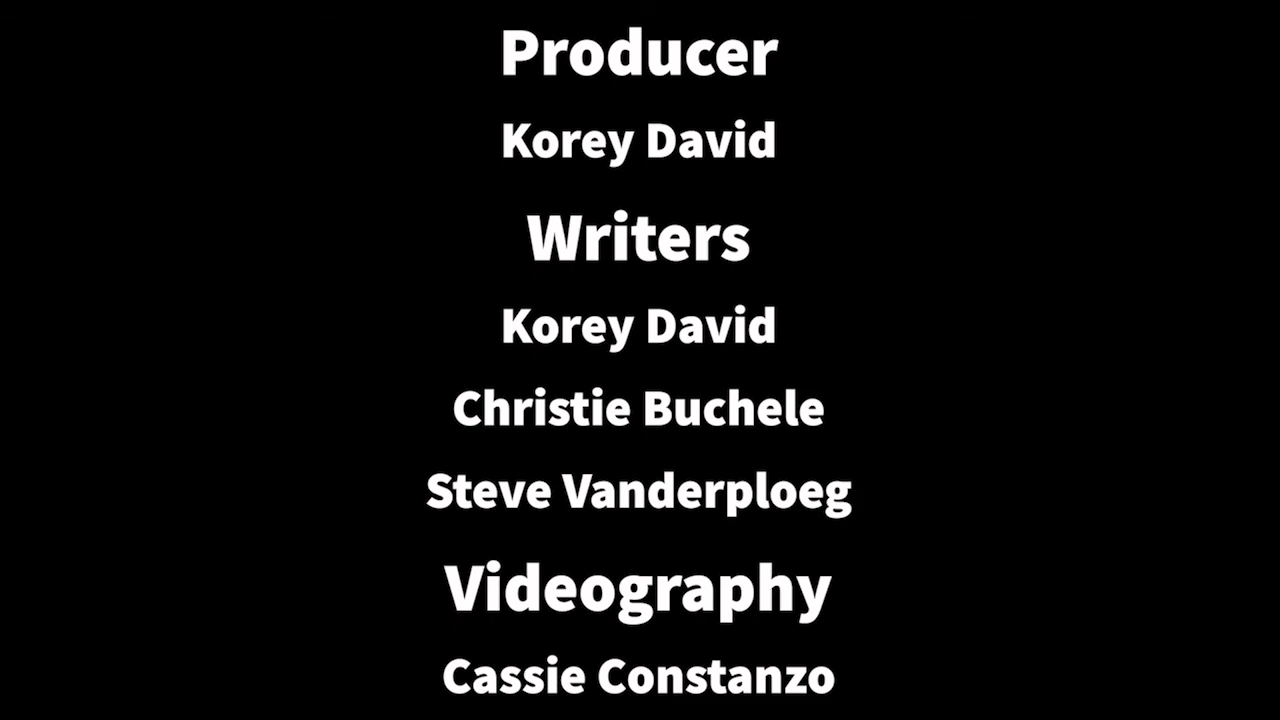 Producer
Korey David
Writers
Korey David
Christie Buchele
Steve Vanderploeg
Videography
Cassie Constanzo